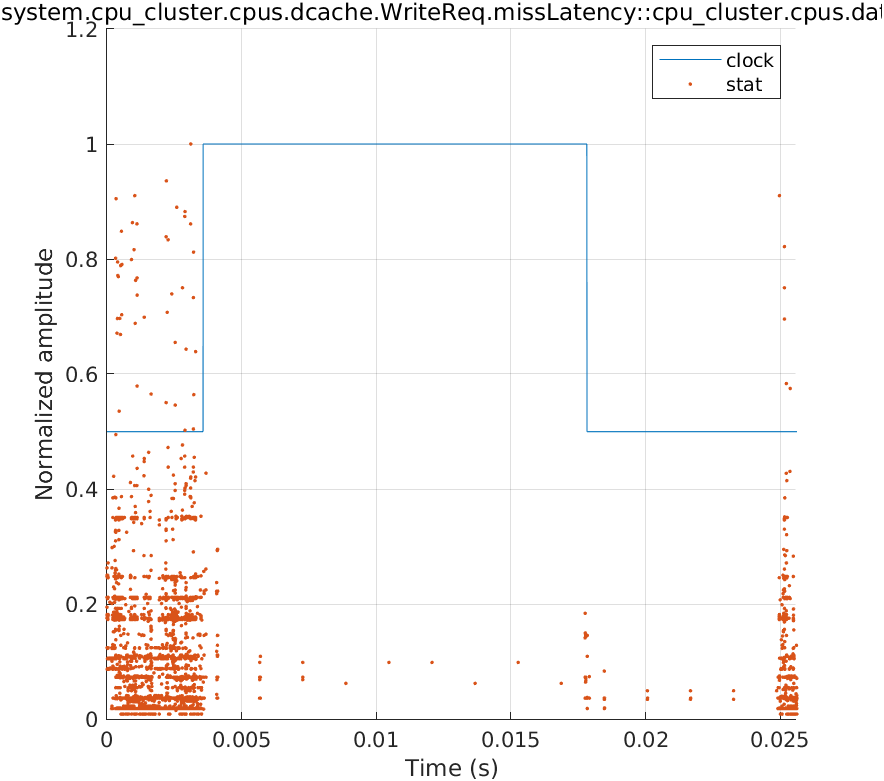 system.cpu_cluster.cpus.dcache.WriteReq.missLatency::cpu_cluster.cpus.dat
1.2
1
0.8
0.6
0.4
0.2
0
clock
stat
Normalized amplitude
0 0.005 0.01 0.015 0.02 0.025
Time (s)